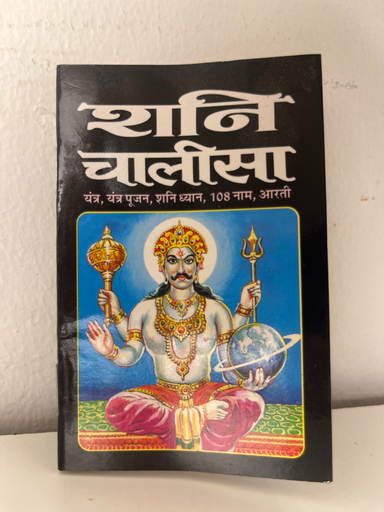 शनि
चालीसा
यंत्र, यंत्र पूजन, शनि ध्यान, 108 नाम, आरती